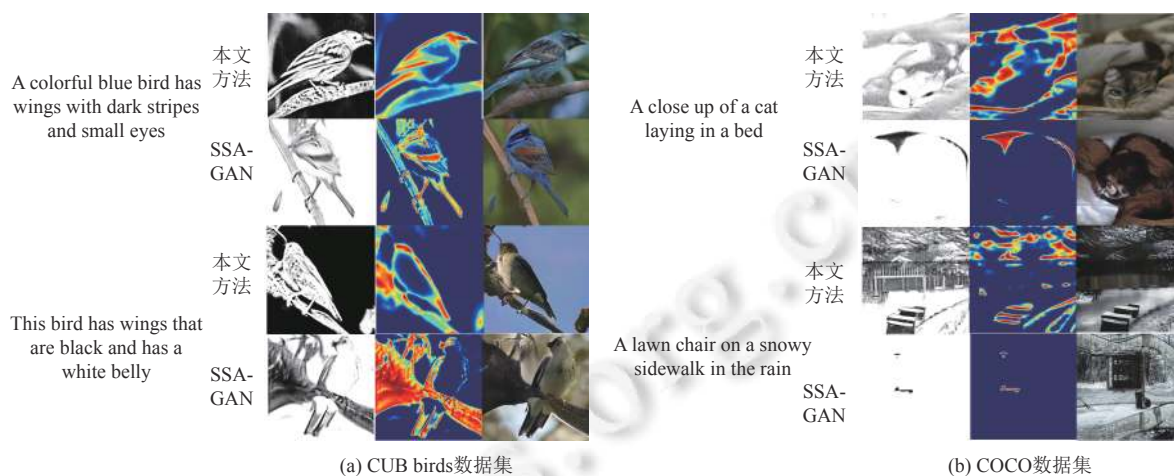 A colorful blue bird has
wings with dark stripes
and small eyes
本文
方法
SSA-
GAN
This bird has wings that
are black and has a
white belly
本文
方法
SSA-
GAN
(a) CUB birds数据集
A close up of a cat
laying in a bed
本文
方法
SSA-
GAN
A lawn chair on a snowy
sidewalk in the rain
本文
方法
SSA-
GAN
(b) COCO数据集